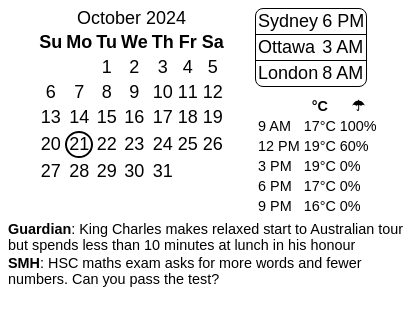 October 2024
Su Mo Tu We Th Fr Sa
1 2 3 4 5
6 7 8 9 10 11 12
13 14 15 16 17 18 19
20 21 22 23 24 25 26
27 28 29 30 31
Sydney 6 PM
Ottawa 3 AM
London 8 AM
°C ☂
9 AM 17°C 100%
12 PM 19°C 60%
3 PM 19°C 0%
6 PM 17°C 0%
9 PM 16°C 0%
Guardian: King Charles makes relaxed start to Australian tour
but spends less than 10 minutes at lunch in his honour
SMH: HSC maths exam asks for more words and fewer
numbers. Can you pass the test?